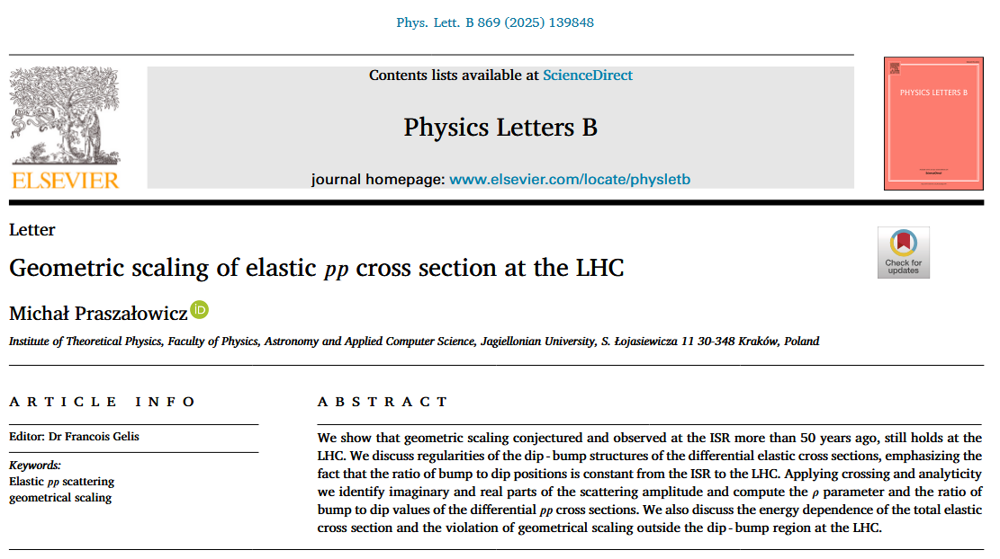 Phys. Lett. B 869 (2025) 139848
Contents lists available at ScienceDirect
Physics Letters B
journal homepage: www.elsevier.com/locate/physletb
ELSEVIER
PHYSICS LETTERS B
Letter
Geometric scaling of elastic pp cross section at the LHC
Check for
updates
Michał Praszałowicz iD
Institute of Theoretical Physics, Faculty of Physics, Astronomy and Applied Computer Science, Jagiellonian University, S. Łojasiewicza 11 30-348 Kraków, Poland
ARTICLE INFO
Editor: Dr Francois Gelis
Keywords:
Elastic pp scattering
geometrical scaling
ABSTRACT
We show that geometric scaling conjectured and observed at the ISR more than 50 years ago, still holds at the
LHC. We discuss regularities of the dip - bump structures of the differential elastic cross sections, emphasizing the
fact that the ratio of bump to dip positions is constant from the ISR to the LHC. Applying crossing and analyticity
we identify imaginary and real parts of the scattering amplitude and compute the ρ parameter and the ratio of
bump to dip values of the differential pp cross sections. We also discuss the energy dependence of the total elastic
cross section and the violation of geometrical scaling outside the dip - bump region at the LHC.